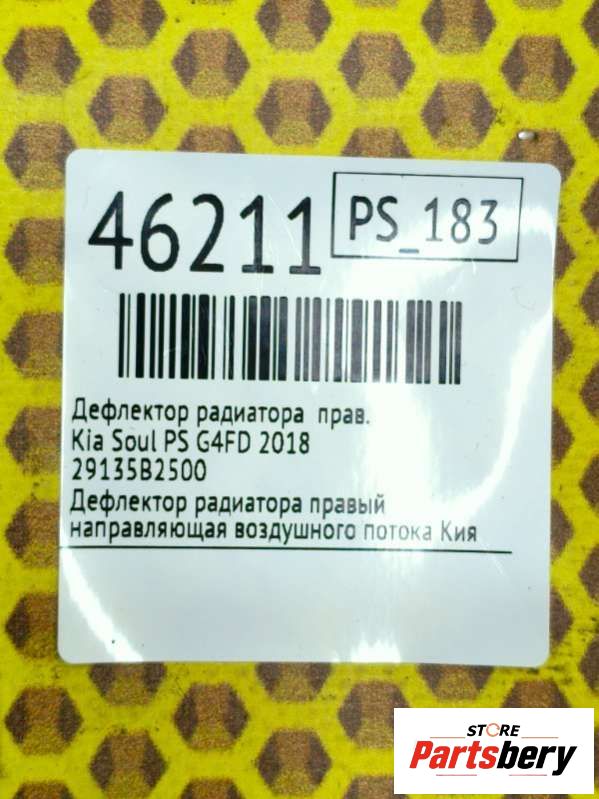 46211
PS_183
Дефлектор радиатора прав.
Kia Soul PS G4FD 2018
29135B2500
Дефлектор радиатора правый
направляющая воздушного потока Кия
STORE
Partsbery